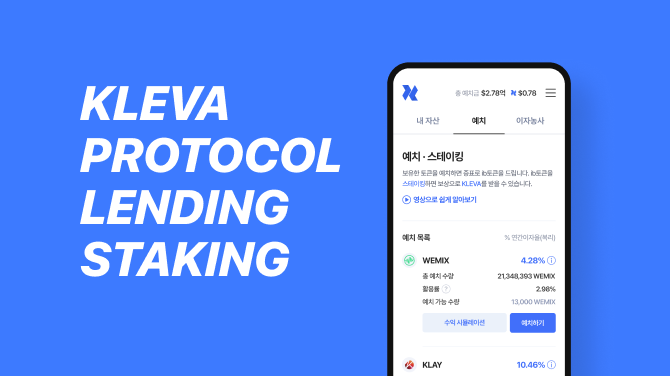 KLEVA
PROTOCOL
LENDING
STAKING
총 예치금 $2.78억 $0.78
내 자산 예치 이자농사
예치 · 스테이킹
보유한 토큰을 예치하면 증표로 ib토큰을 드립니다. ib토큰을
스테이킹하면 보상으로 KLEVA를 받을 수 있습니다.
영상으로 쉽게 알아보기
예치 목록 % 연간이자율(복리)
WEMIX 4.28%
총 예치 수량 21,348,393 WEMIX
활용률 ? 2.98%
예치 가능 수량 13,000 WEMIX
수익 시뮬레이션 예치하기
KLAY 10.46%